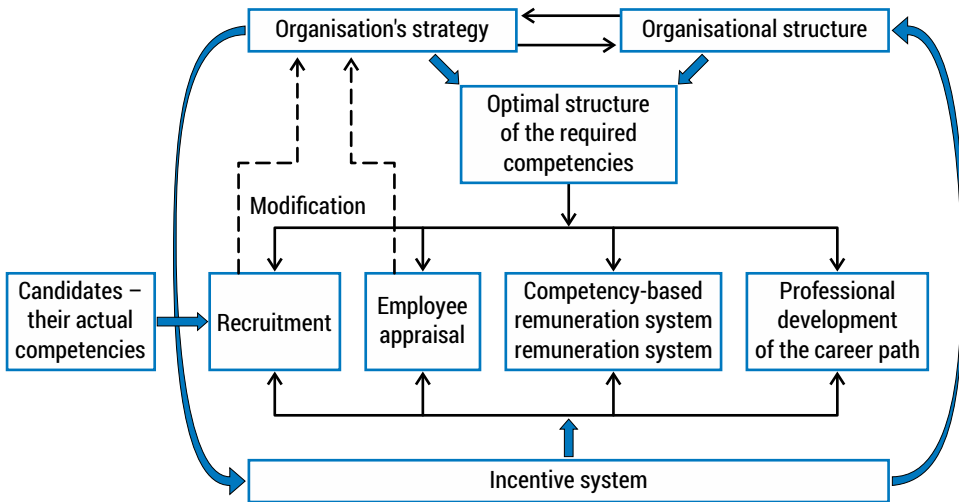 Organisation's strategy
Organisational structure
Optimal structure
of the required
competencies
Modification
Candidates –
their actual
competencies
Recruitment
Employee
appraisal
Competency-based
remuneration system
remuneration system
Professional
development
of the career path
Incentive system